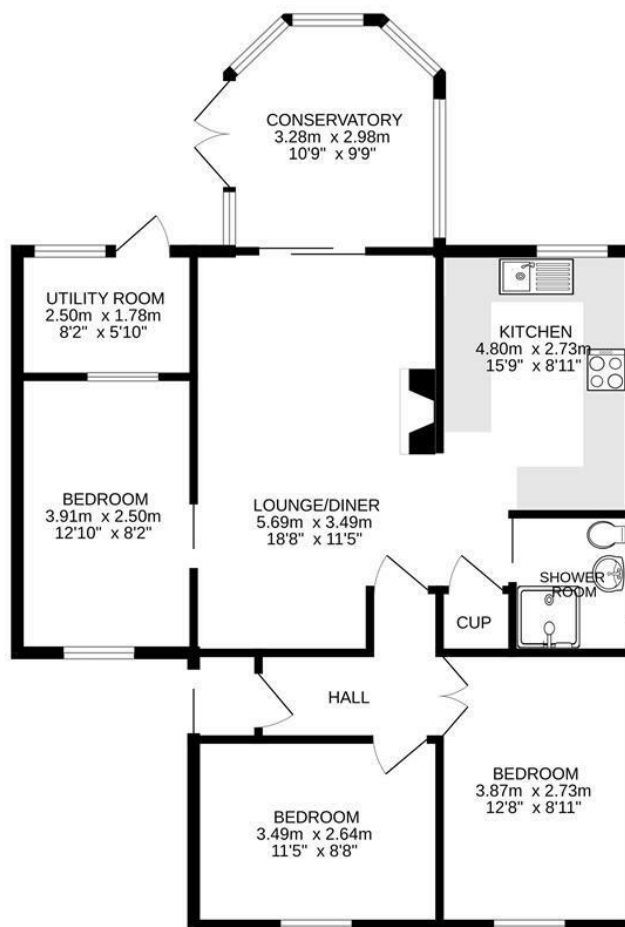 CONSERVATORY
3.28m x 2.98m
10'9" x 9'9"
UTILITY ROOM
2.50m x 1.78m
8'2" x 5'10"
KITCHEN
4.80m x 2.73m
15'9" x 8'11"
BEDROOM
3.91m x 2.50m
12'10" x 8'2"
LOUNGE/DINER
5.69m x 3.49m
18'8" x 11'5"
SHOWER
ROOM
CUP
HALL
BEDROOM
3.49m x 2.64m
11'5" x 8'8"
BEDROOM
3.87m x 2.73m
12'8" x 8'11"